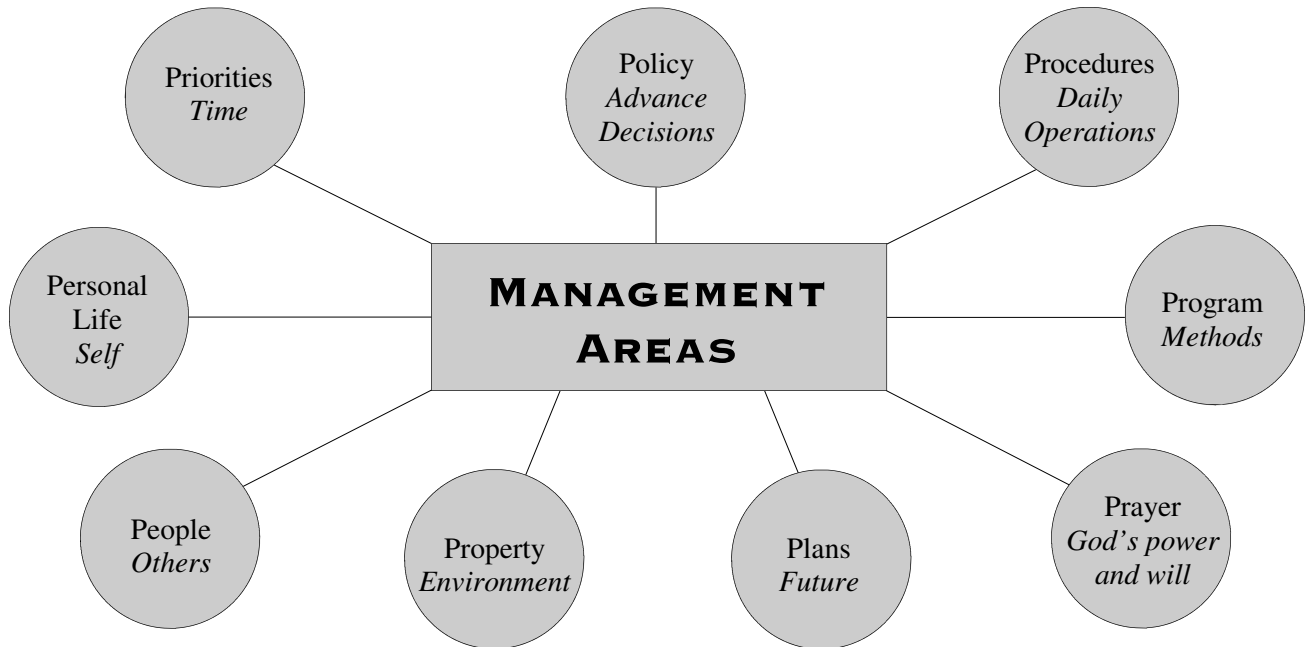 Priorities
Time
Policy
Advance
Decisions
Procedures
Daily
Operations
Personal
Life
Self
MANAGEMENT
AREAS
Program
Methods
People
Others
Property
Environment
Plans
Future
Prayer
God's power
and will